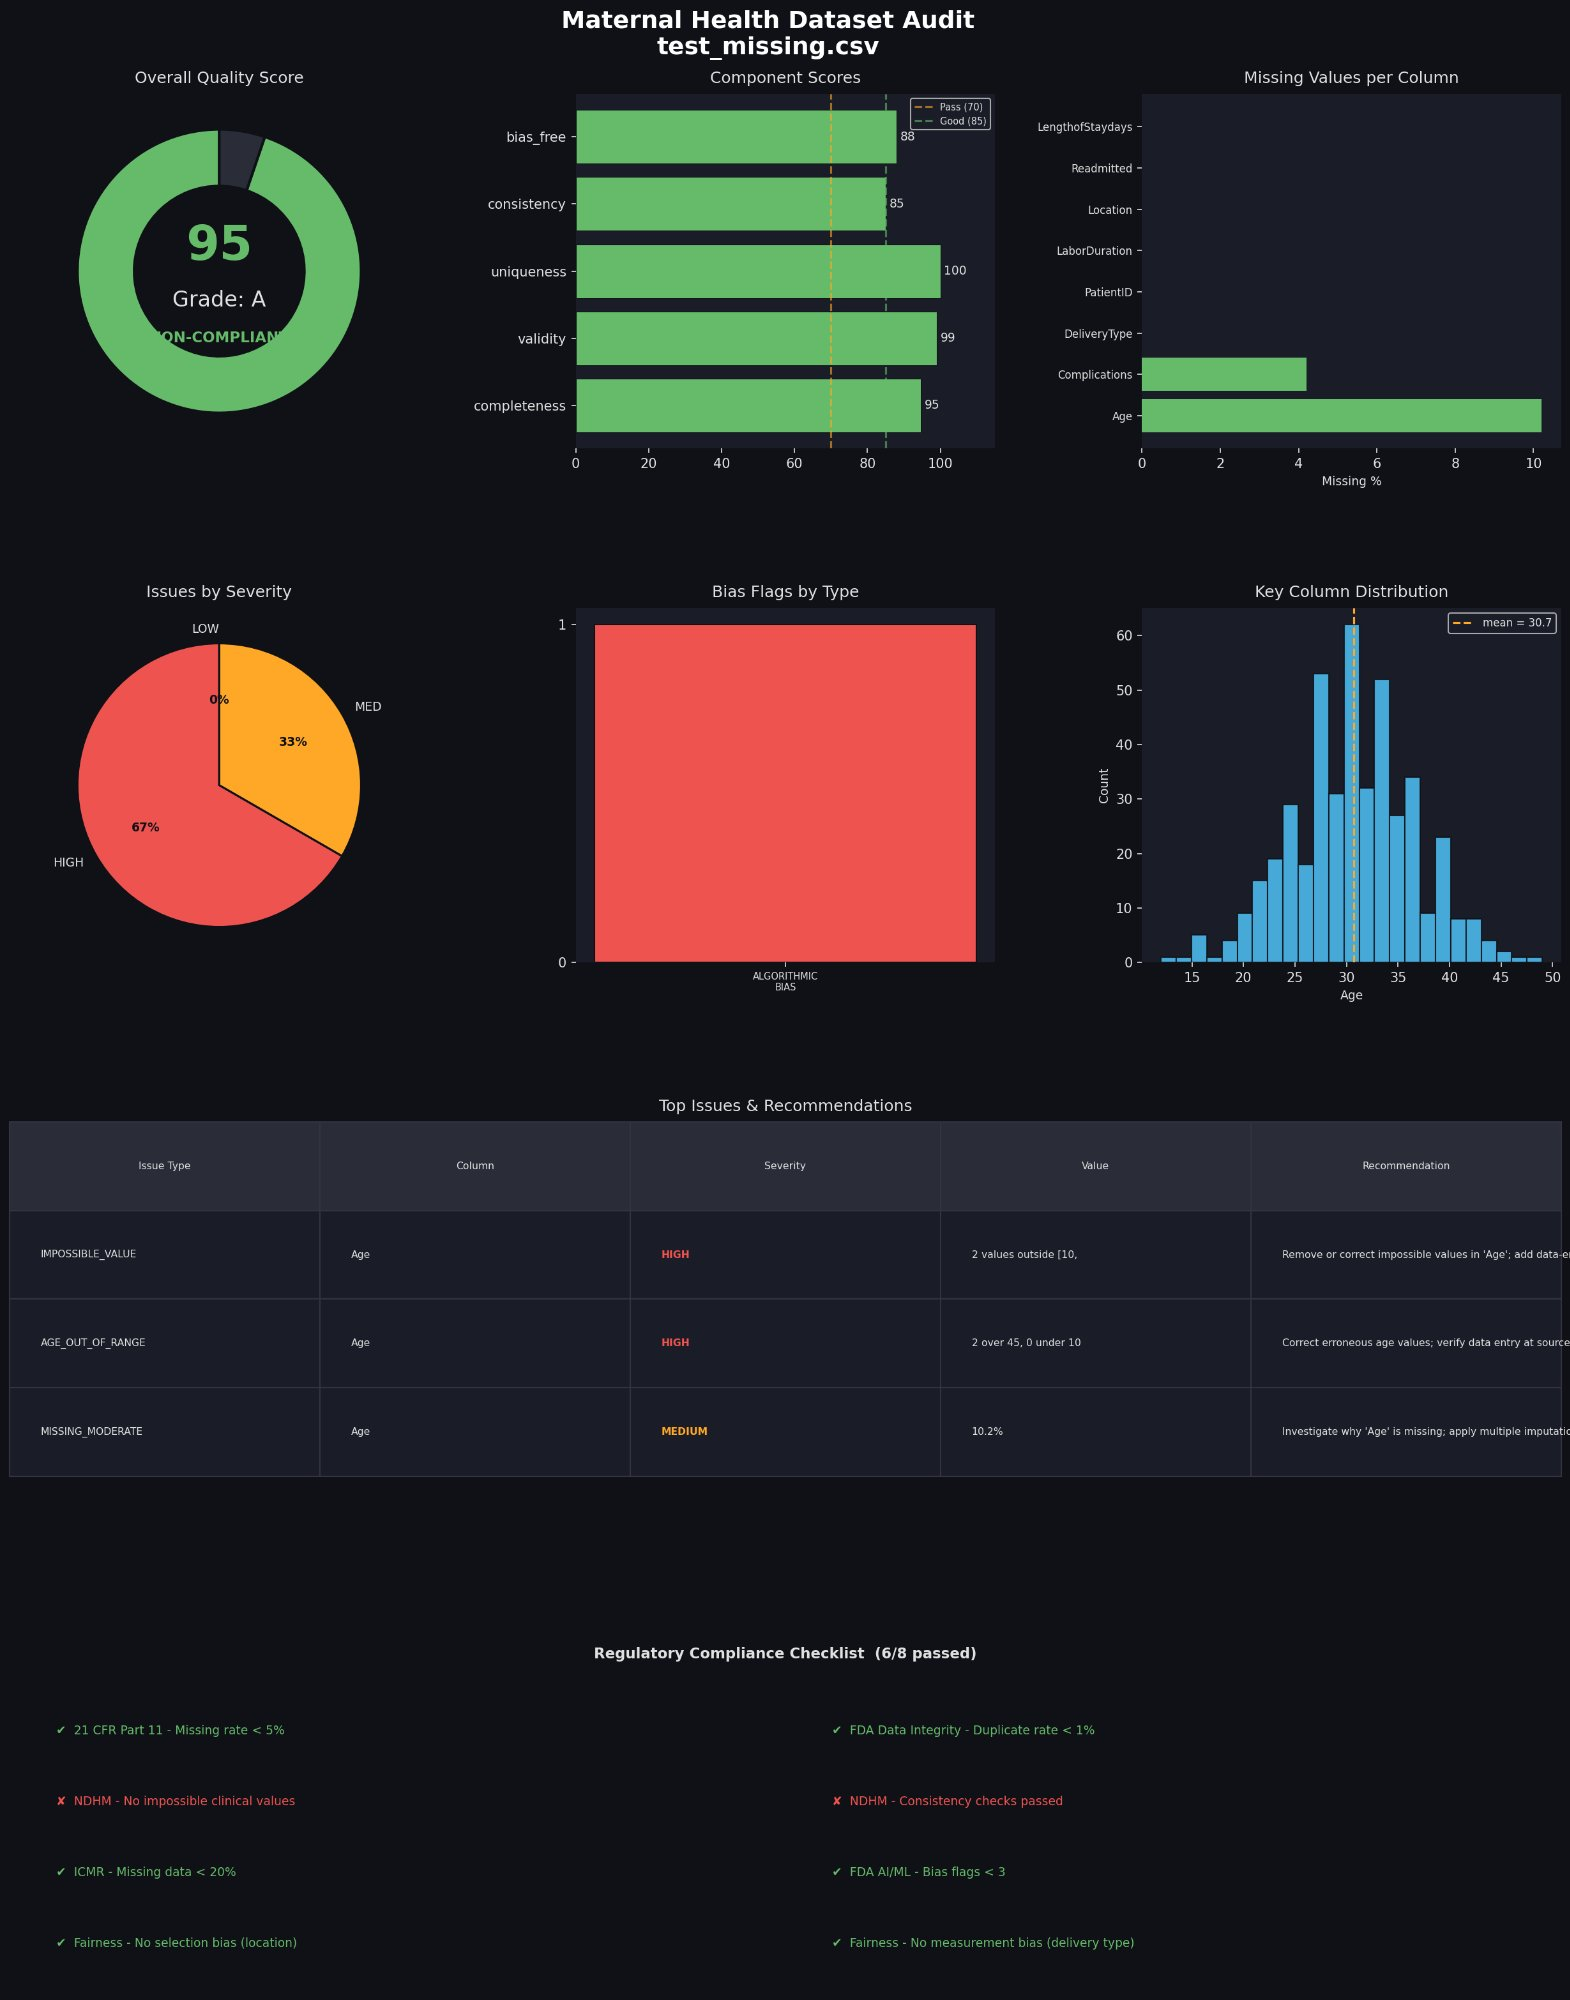 Maternal Health Dataset Audit
test_missing.csv
Overall Quality Score
95
Grade: A
ON-COMPLIAN
Component Scores
Pass (70)
Good (85)
bias_free
88
consistency
85
uniqueness
100
validity
99
completeness
95
0 20 40 60 80 100
Missing Values per Column
LengthofStaydays
Readmitted
Location
LaborDuration
PatientID
DeliveryType
Complications
Age
0 2 4 6 8 10
Missing %
Issues by Severity
LOW
0%
MED
33%
67%
HIGH
Bias Flags by Type
1
0
ALGORITHMIC
BIAS
Key Column Distribution
mean = 30.7
60
50
40
30
20
10
0
Count
15 20 25 30 35 40 45 50
Age
Top Issues & Recommendations
Issue Type Column Severity Value Recommendation
IMPOSSIBLE_VALUE Age HIGH 2 values outside [10, Remove or correct impossible values in 'Age'; add data-e
AGE_OUT_OF_RANGE Age HIGH 2 over 45, 0 under 10 Correct erroneous age values; verify data entry at source
MISSING_MODERATE Age MEDIUM 10.2% Investigate why 'Age' is missing; apply multiple imputatio
Regulatory Compliance Checklist (6/8 passed)
✔ 21 CFR Part 11 - Missing rate < 5%
✔ FDA Data Integrity - Duplicate rate < 1%
✘ NDHM - No impossible clinical values
✘ NDHM - Consistency checks passed
✔ ICMR - Missing data < 20%
✔ FDA AI/ML - Bias flags < 3
✔ Fairness - No selection bias (location)
✔ Fairness - No measurement bias (delivery type)